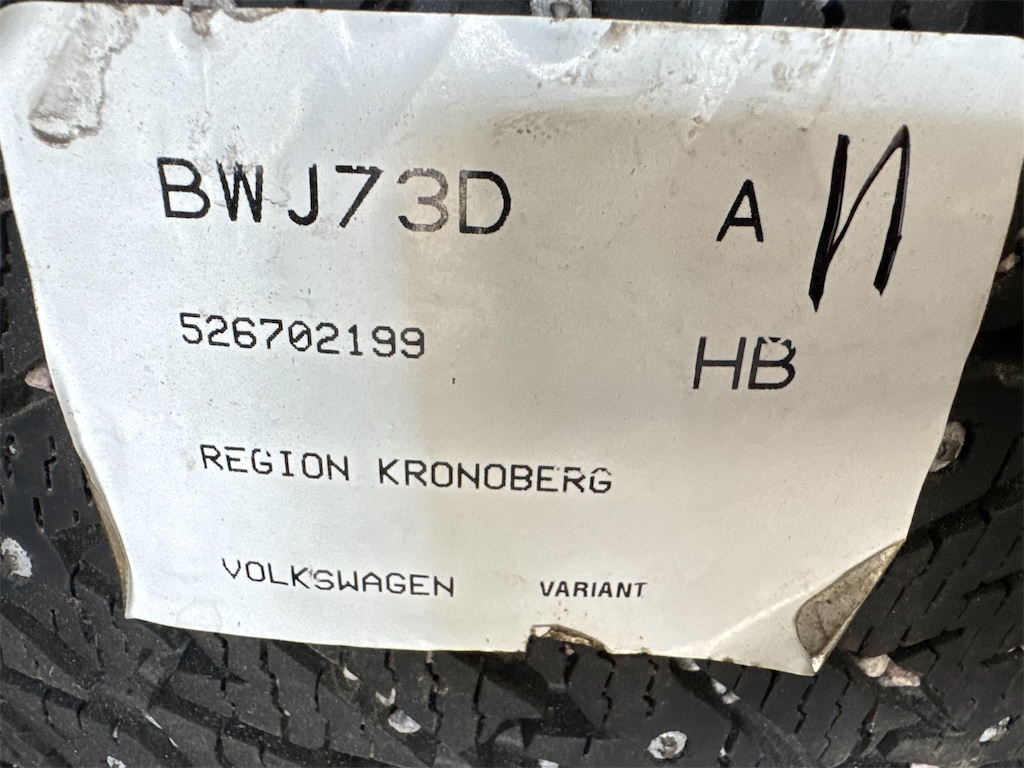 BWJ73D A
526702199 HB
REGION KRONOBERG
VOLKSWAGEN VARIANT